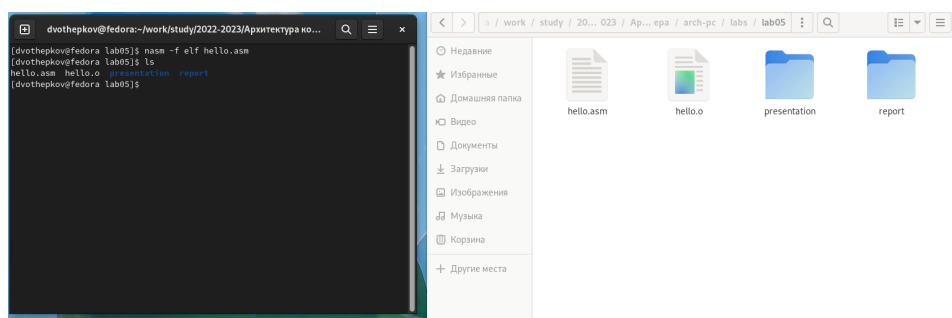 dvothepkov@fedora:~/work/study/2022-2023/Архитектура ко...
[dvothepkov@fedora lab05]$ nasm -f elf hello.asm
[dvothepkov@fedora lab05]$ ls
hello.asm hello.o presentation report
[dvothepkov@fedora lab05]$
a / work / study / 20... 023 / Ар... ера / arch-pc / labs / lab05
Недавние
Избранные
Домашняя папка
Видео
Документы
Загрузки
Изображения
Музыка
Корзина
Другие места
hello.asm
hello.o
presentation
report